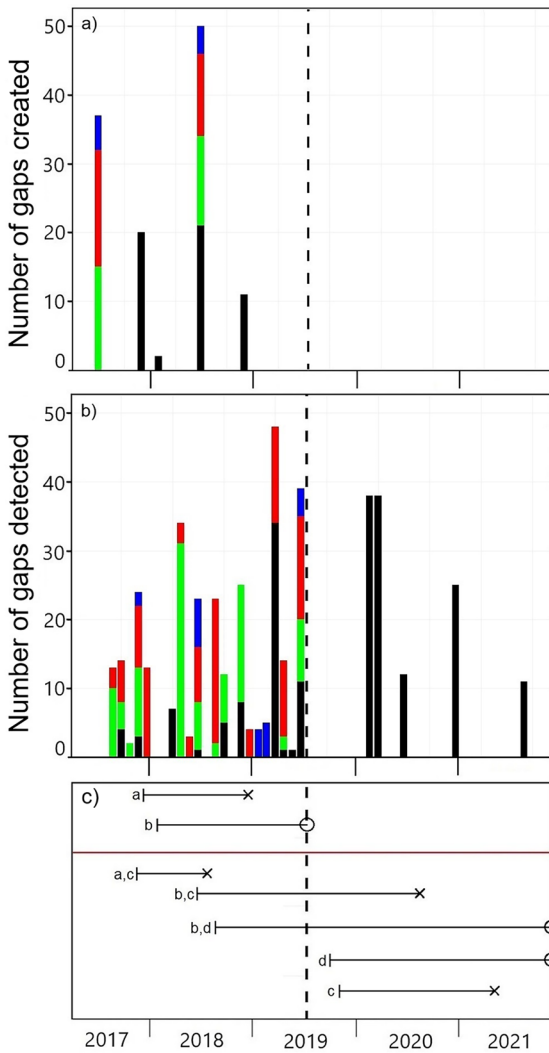 a)
Number of gaps created
50
40
30
20
10
0
b)
Number of gaps detected
50
40
30
20
10
0
c)
a
b
a,c
b,c
b,d
d
c
2017 2018 2019 2020 2021